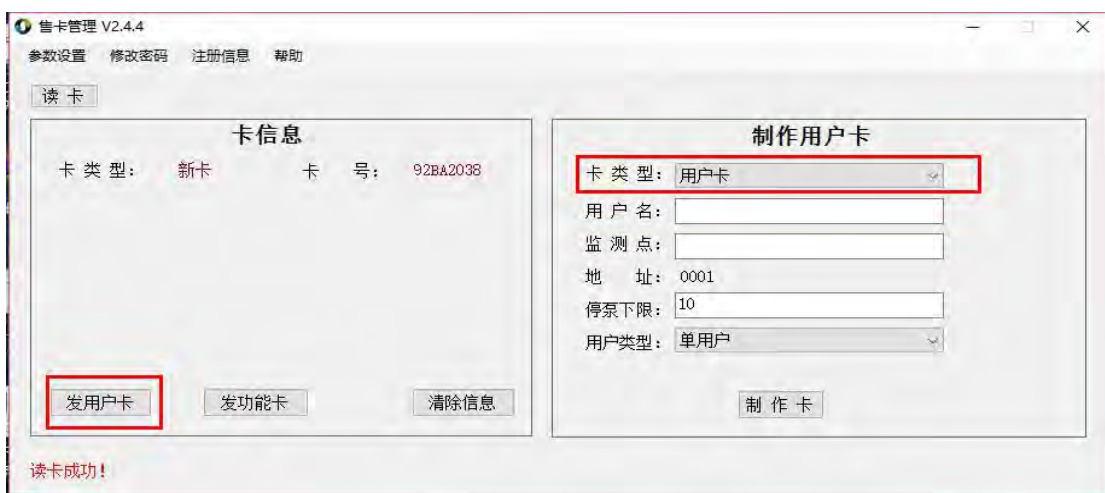 售卡管理 V2.4.4
参数设置 修改密码 注册信息 帮助
读 卡
卡信息
卡 类 型： 新卡 卡 号： 92BA2038
发用户卡 发功能卡 清除信息
制作用户卡
卡 类 型： 用户卡
用 户 名：
监 测 点：
地 址： 0001
停泵下限： 10
用户类型： 单用户
制 作 卡
读卡成功！